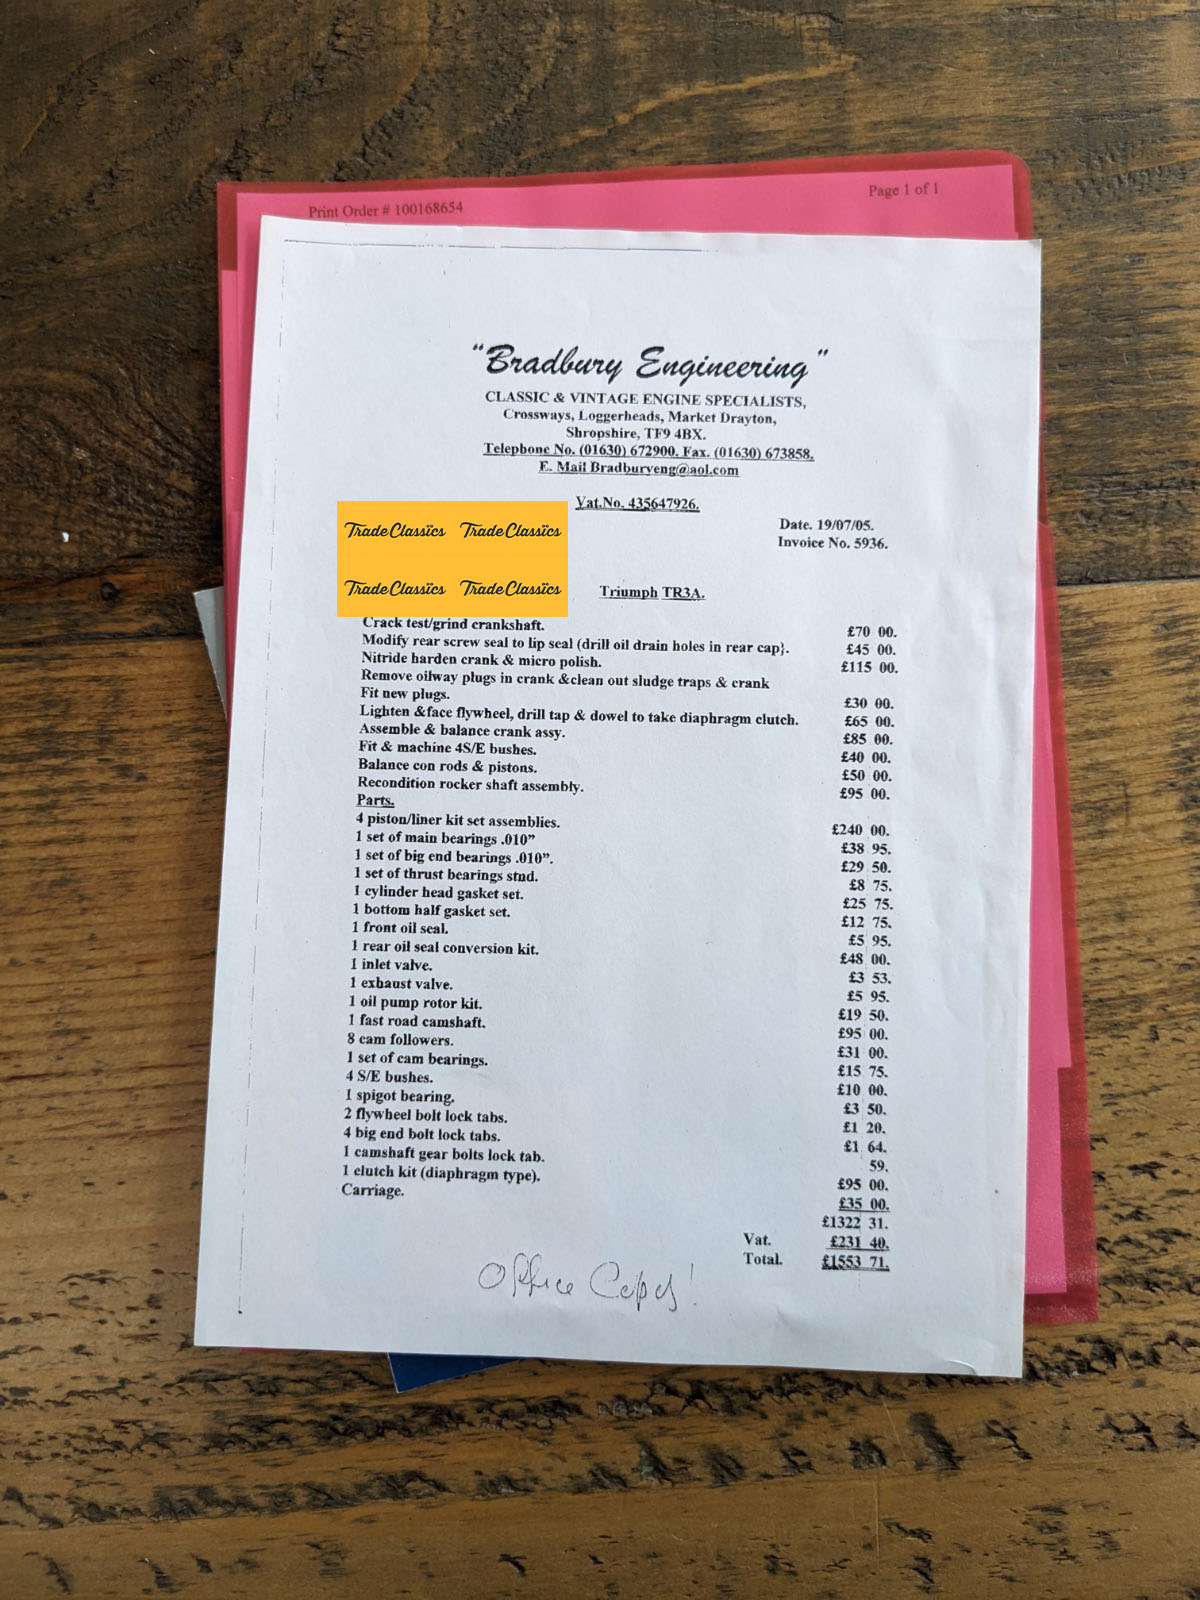 Page 1 of 1
Print Order # 100168654
"Bradbury Engineering"
CLASSIC & VINTAGE ENGINE SPECIALISTS,
Crossways, Loggerheads, Market Drayton,
Shropshire, TF9 4BX.
Telephone No. (01630) 672900. Fax. (01630) 673858.
E. Mail Bradburyeng@aol.com
Vat.No. 435647926.
Date. 19/07/05.
Invoice No. 5936.
Trade Classics Trade Classics
Trade Classics Trade Classics
Triumph TR3A.
Crack test/grind crankshaft. £70 00.
Modify rear screw seal to lip seal (drill oil drain holes in rear cap}. £45 00.
Nitride harden crank & micro polish. £115 00.
Remove oilway plugs in crank &clean out sludge traps & crank
Fit new plugs. £30 00.
Lighten &face flywheel, drill tap & dowel to take diaphragm clutch. £65 00.
Assemble & balance crank assy. £85 00.
Fit & machine 4S/E bushes. £40 00.
Balance con rods & pistons. £50 00.
Recondition rocker shaft assembly. £95 00.
Parts.
4 piston/liner kit set assemblies. £240 00.
1 set of main bearings .010” £38 95.
1 set of big end bearings .010”. £29 50.
1 set of thrust bearings stnd. £8 75.
1 cylinder head gasket set. £25 75.
1 bottom half gasket set. £12 75.
1 front oil seal. £5 95.
1 rear oil seal conversion kit. £48 00.
1 inlet valve. £3 53.
1 exhaust valve. £5 95.
1 oil pump rotor kit. £19 50.
1 fast road camshaft. £95 00.
8 cam followers. £31 00.
1 set of cam bearings. £15 75.
4 S/E bushes. £10 00.
1 spigot bearing. £3 50.
2 flywheel bolt lock tabs. £1 20.
4 big end bolt lock tabs. £1 64.
1 camshaft gear bolts lock tab. 59.
1 clutch kit (diaphragm type). £95 00.
Carriage. £35 00.
£1322 31.
Vat. £231 40.
Total. £1553 71.
Office Copy!